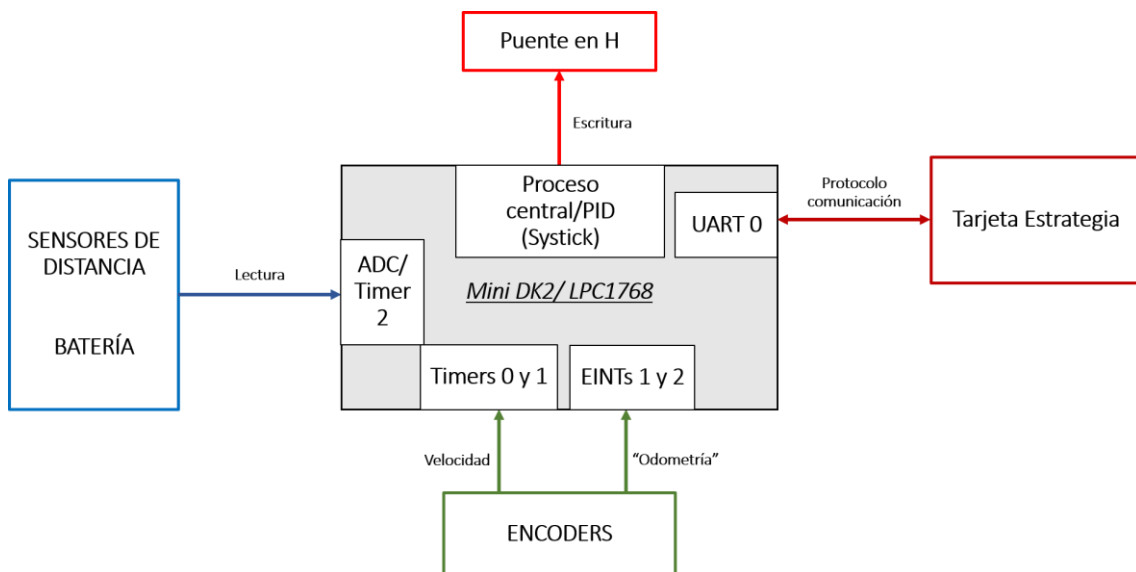 Puente en H
Escritura
Proceso
central/PID
(Systick)
UART 0
Protocolo
comunicación
Tarjeta Estrategia
SENSORES DE
DISTANCIA
BATERÍA
Lectura
ADC/
Timer
2
Mini DK2/ LPC1768
Timers 0 y 1
EINTs 1 y 2
Velocidad
“Odometría”
ENCODERS